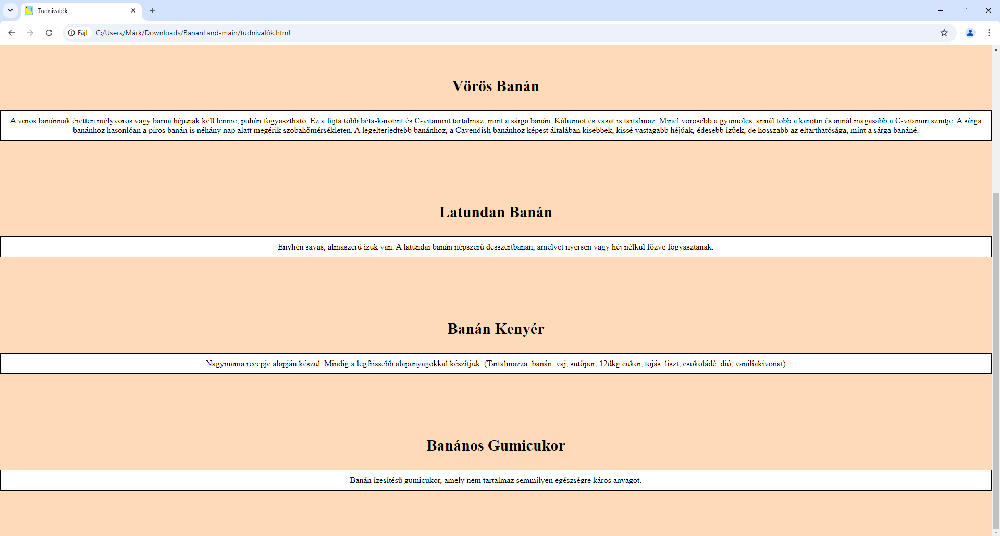 Tudnivalók
Fájl
C:/Users/Márk/Downloads/BananLand-main/tudnivalók.html
Vörös Banán
A vörös banánnak éretten mélyvörös vagy barna héjúnak kell lennie, puhán fogyasztható. Ez a fajta több béta-karotint és C-vitamint tartalmaz, mint a sárga banán. Káliumot és vasat is tartalmaz. Minél vörösebb a gyümölcs, annál több a karotin és annál magasabb a C-vitamin szintje. A sárga
banánhoz hasonlóan a piros banán is néhány nap alatt megérik szobahőmérsékleten. A legelterjedtebb banánhoz, a Cavendish banánhoz képest általában kisebbek, kissé vastagabb héjúak, édesebb ízűek, de hosszabb az eltarthatósága, mint a sárga banáné.
Latundan Banán
Enyhén savas, almaszerű ízük van. A latundai banán népszerű desszertbanán, amelyet nyersen vagy héj nélkül főzve fogyasztanak.
Banán Kenyér
Nagymama recepje alapján készül. Mindig a legfrissebb alapanyagokkal készítjük. (Tartalmazza: banán, vaj, sütőpor, 12dkg cukor, tojás, liszt, csokoládé, dió, vaníliakivonat)
Banános Gumicukor
Banán ízesítésű gumicukor, amely nem tartalmaz semmilyen egészségre káros anyagot.